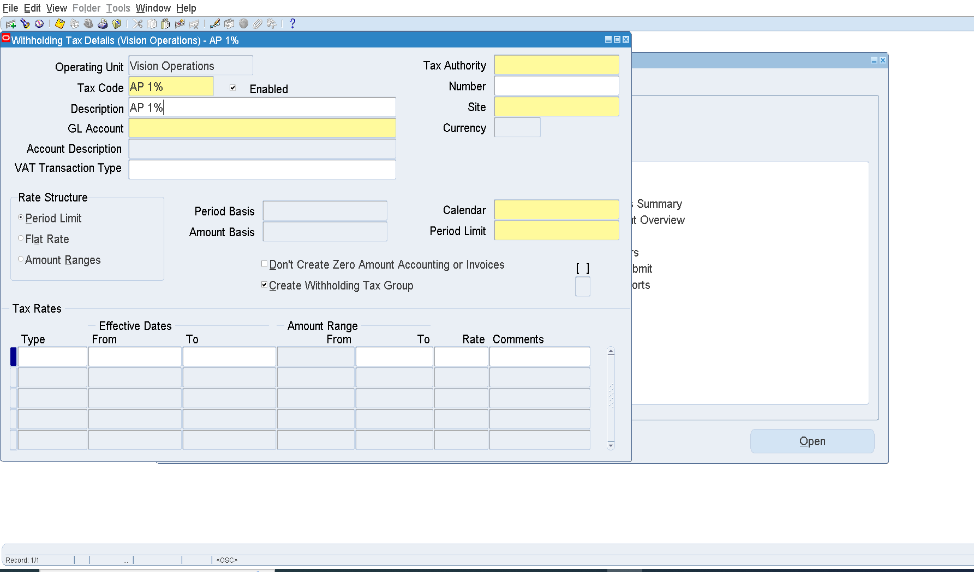 File Edit View Folder Tools Window Help
?
Withholding Tax Details (Vision Operations) - AP 1%
Operating Unit Vision Operations
Tax Authority
Tax Code AP 1% Enabled
Number
Description AP 1%
Site
GL Account
Currency
Account Description
VAT Transaction Type
Rate Structure
Period Limit
Flat Rate
Amount Ranges
Period Basis
Amount Basis
Calendar
Period Limit
Don't Create Zero Amount Accounting or Invoices
Create Withholding Tax Group
[ ]
Tax Rates
Effective Dates Amount Range
Type From To From To Rate Comments
Summary
t Overview
rs
bmit
orts
Open
Record: 1/1 ... <OSC>